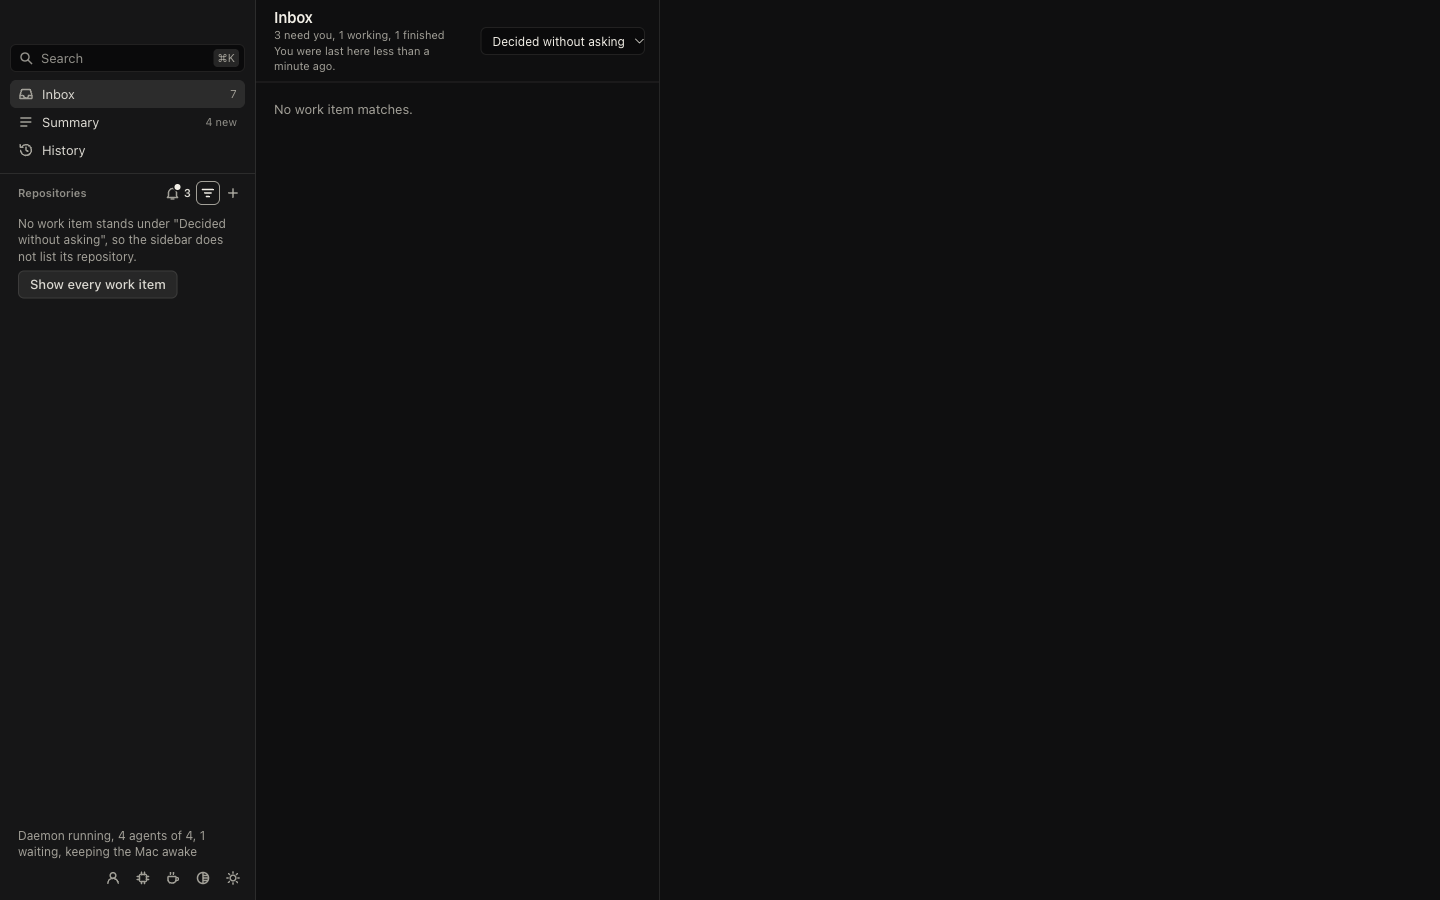 Search ⌘K
Inbox 7
Summary 4 new
History
Repositories 3
No work item stands under "Decided
without asking", so the sidebar does
not list its repository.
Show every work item
Daemon running, 4 agents of 4, 1
waiting, keeping the Mac awake
Inbox
3 need you, 1 working, 1 finished
You were last here less than a
minute ago.
Decided without asking
No work item matches.